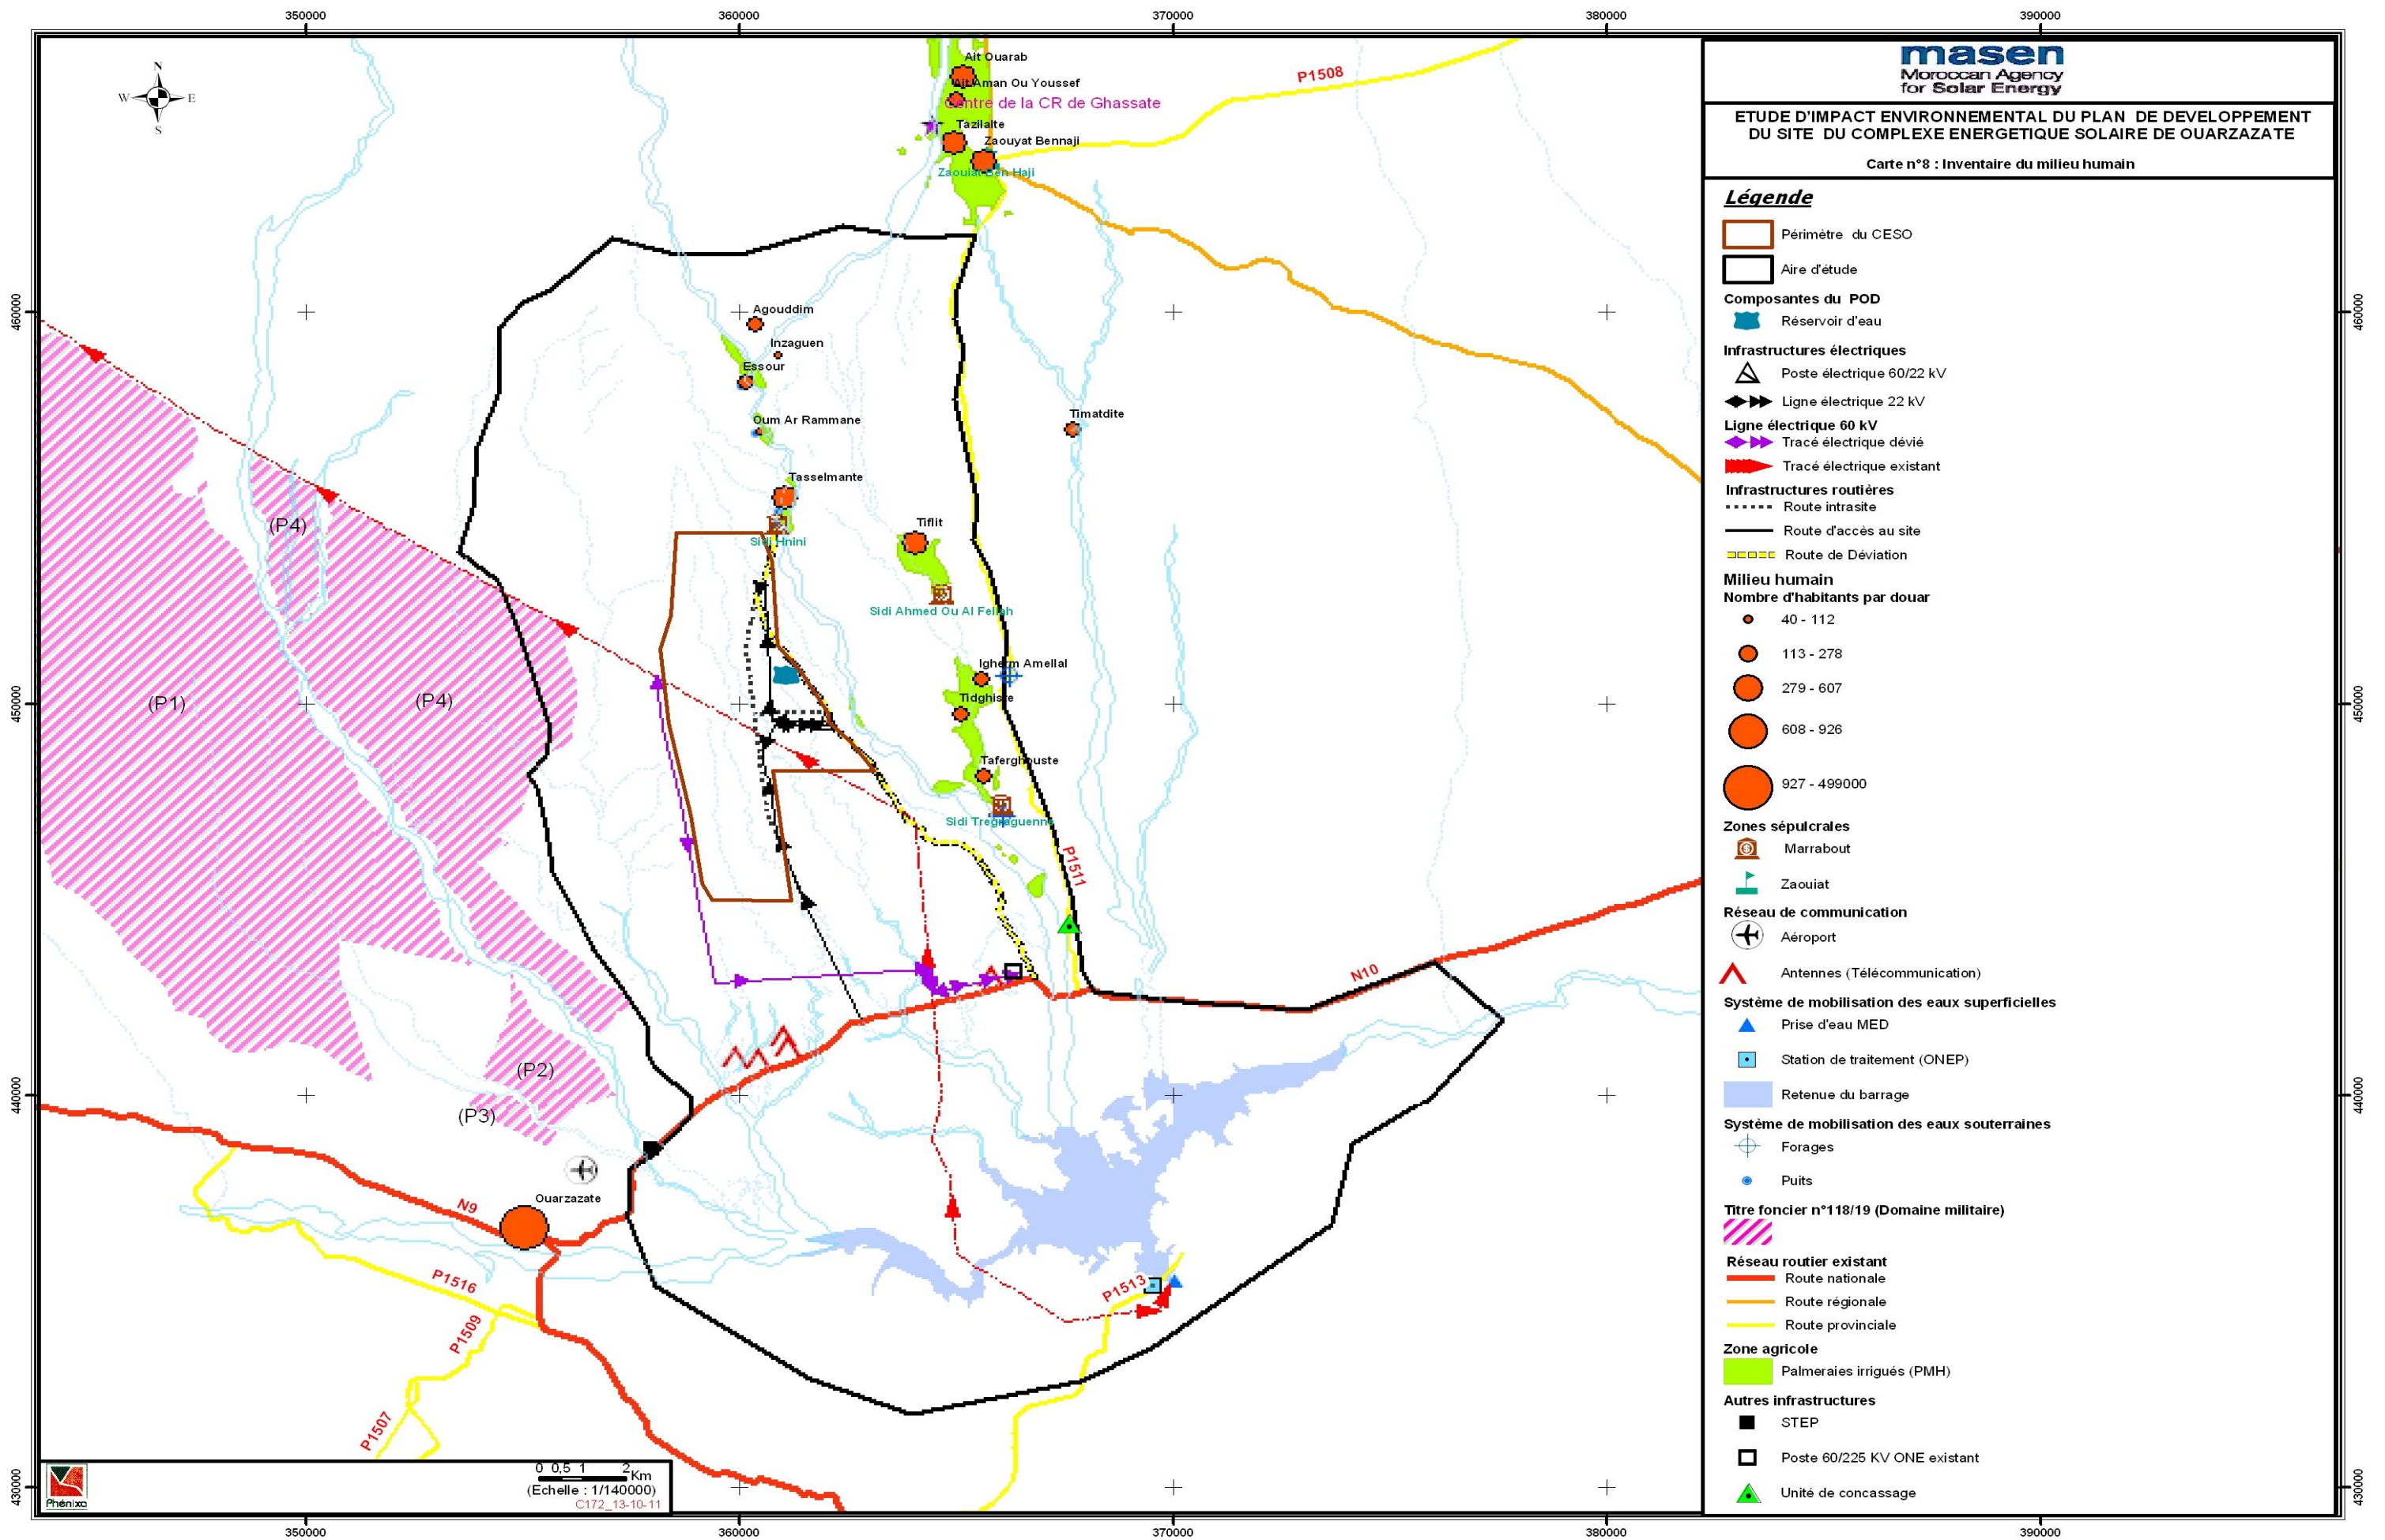 350000
360000
370000
380000
390000
N
W
E
S
460000
450000
440000
430000
460000
450000
440000
430000
Ait Ouarab
Ait Aman Ou Youssef
Centre de la CR de Ghassate
Tazilalte
Zaouyat Bennaji
Zaouiat Ben Haji
P1508
Agouddim
Inzaguen
Essour
Oum Ar Rammane
Timatdite
Tasselmante
Tiflit
Sidi Hnini
(P4)
Sidi Ahmed Ou Al Fellah
Igherm Amellal
Tidghiste
(P1)
(P4)
Taferghouste
Sidi Tregraguenne
P1511
N10
(P2)
(P3)
Ouarzazate
N9
P1516
P1513
P1509
P1507
Phénixa
0 0,5 1 2 Km
(Echelle : 1/140000)
C172_13-10-11
masen
Moroccan Agency
for Solar Energy
ETUDE D'IMPACT ENVIRONNEMENTAL DU PLAN DE DEVELOPPEMENT
DU SITE DU COMPLEXE ENERGETIQUE SOLAIRE DE OUARZAZATE
Carte n°8 : Inventaire du milieu humain
Légende
Périmètre du CESO
Aire d'étude
Composantes du POD
Réservoir d'eau
Infrastructures électriques
Poste électrique 60/22 kV
Ligne électrique 22 kV
Ligne électrique 60 kV
Tracé électrique dévié
Tracé électrique existant
Infrastructures routières
Route intrasite
Route d'accès au site
Route de Déviation
Milieu humain
Nombre d'habitants par douar
40 - 112
113 - 278
279 - 607
608 - 926
927 - 499000
Zones sépulcrales
Marrabout
Zaouiat
Réseau de communication
Aéroport
Antennes (Télécommunication)
Système de mobilisation des eaux superficielles
Prise d'eau MED
Station de traitement (ONEP)
Retenue du barrage
Système de mobilisation des eaux souterraines
Forages
Puits
Titre foncier n°118/19 (Domaine militaire)
Réseau routier existant
Route nationale
Route régionale
Route provinciale
Zone agricole
Palmeraies irrigués (PMH)
Autres infrastructures
STEP
Poste 60/225 KV ONE existant
Unité de concassage
350000
360000
370000
380000
390000